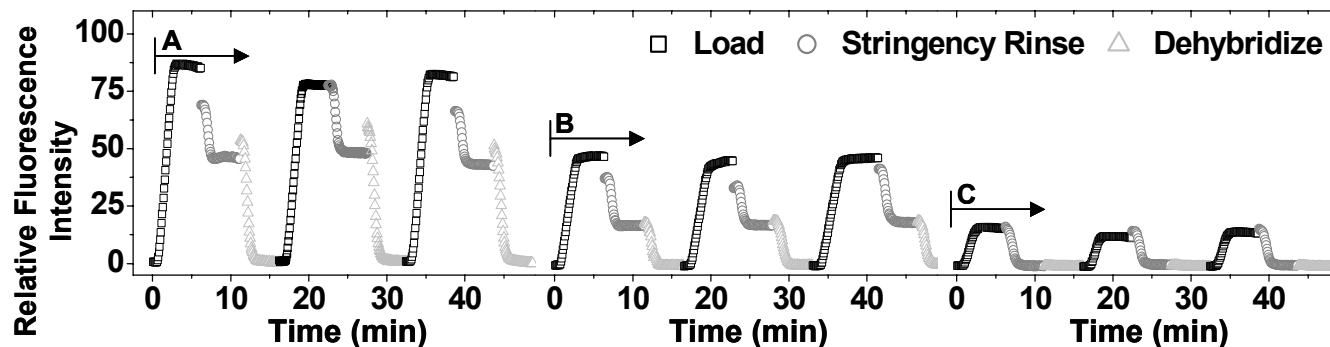 Relative Fluorescence
Intensity
100
75
50
25
0
A
B
C
Load
Stringency Rinse
Dehybridize
0 10 20 30 40
0 10 20 30 40
0 10 20 30 40
Time (min)
Time (min)
Time (min)